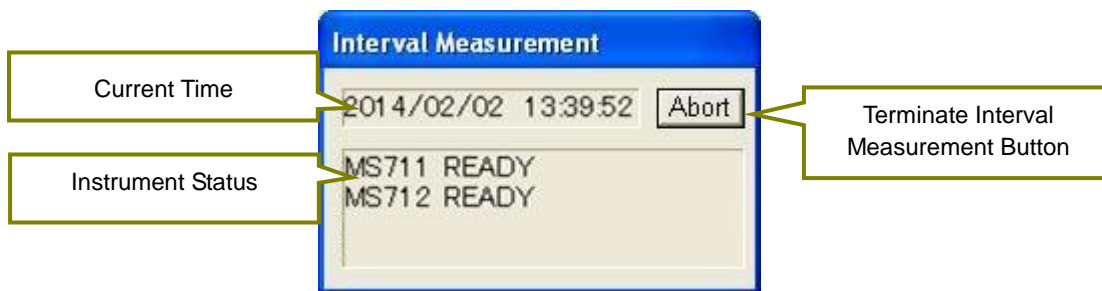 Interval Measurement
Current Time
2014/02/02 13:39:52
Abort
Terminate Interval
Measurement Button
Instrument Status
MS711 READY
MS712 READY